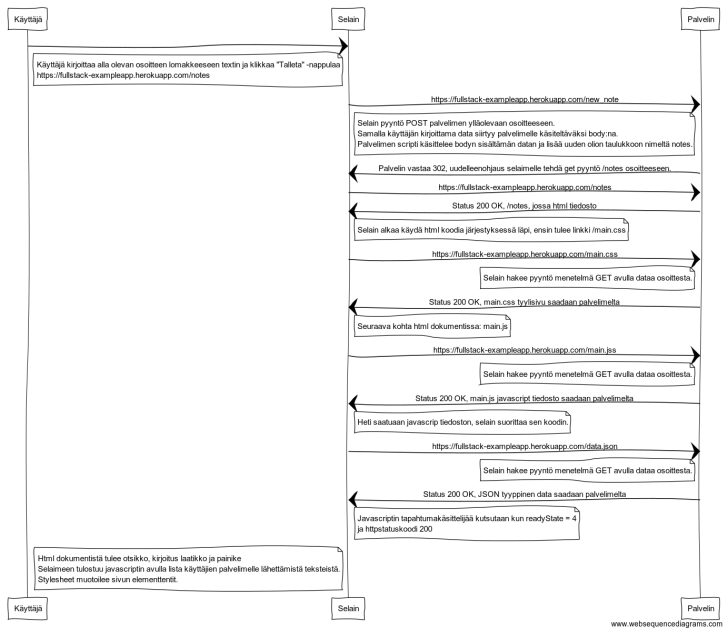 Käyttäjä
Selain
Palvelin
Käyttäjä kirjoittaa alla olevan osoitteen lomakkeeseen textin ja klikkaa "Talleta" -nappulaa
https://fullstack-exampleapp.herokuapp.com/notes
https://fullstack-exampleapp.herokuapp.com/new_note
Selain pyyntö POST palvelimen ylläolevaan osoitteeseen.
Samalla käyttäjän kirjoittama data siirtyy palvelimelle käsiteltäväksi body:na.
Palvelimen scripti käsittelee bodyn sisältämän datan ja lisää uuden olion taulukkoon nimeltä notes.
Palvelin vastaa 302, uudelleenohjaus selaimelle tehdä get pyyntö /notes osoitteeseen.
https://fullstack-exampleapp.herokuapp.com/notes
Status 200 OK, /notes, jossa html tiedosto
Selain alkaa käydä html koodia järjestyksessä läpi, ensin tulee linkki /main.css
https://fullstack-exampleapp.herokuapp.com/main.css
Selain hakee pyyntö menetelmä GET avulla dataa osoittesta.
Status 200 OK, main.css tyylisivu saadaan palvelimelta
Seuraava kohta html dokumentissa: main.js
https://fullstack-exampleapp.herokuapp.com/main.jss
Selain hakee pyyntö menetelmä GET avulla dataa osoittesta.
Status 200 OK, main.js javascript tiedosto saadaan palvelimelta
Heti saatuaan javascrip tiedoston, selain suorittaa sen koodin.
https://fullstack-exampleapp.herokuapp.com/data.json
Selain hakee pyyntö menetelmä GET avulla dataa osoittesta.
Status 200 OK, JSON tyyppinen data saadaan palvelimelta
Javascriptin tapahtumakäsittelijää kutsutaan kun readyState = 4
ja httpstatuskoodi 200
Html dokumentistä tulee otsikko, kirjoitus laatikko ja painike
Selaimeen tulostuu javascriptin avulla lista käyttäjien palvelimelle lähettämistä teksteistä.
Stylesheet muotoilee sivun elementtentit.
Käyttäjä
Selain
Palvelin
www.websequencediagrams.com